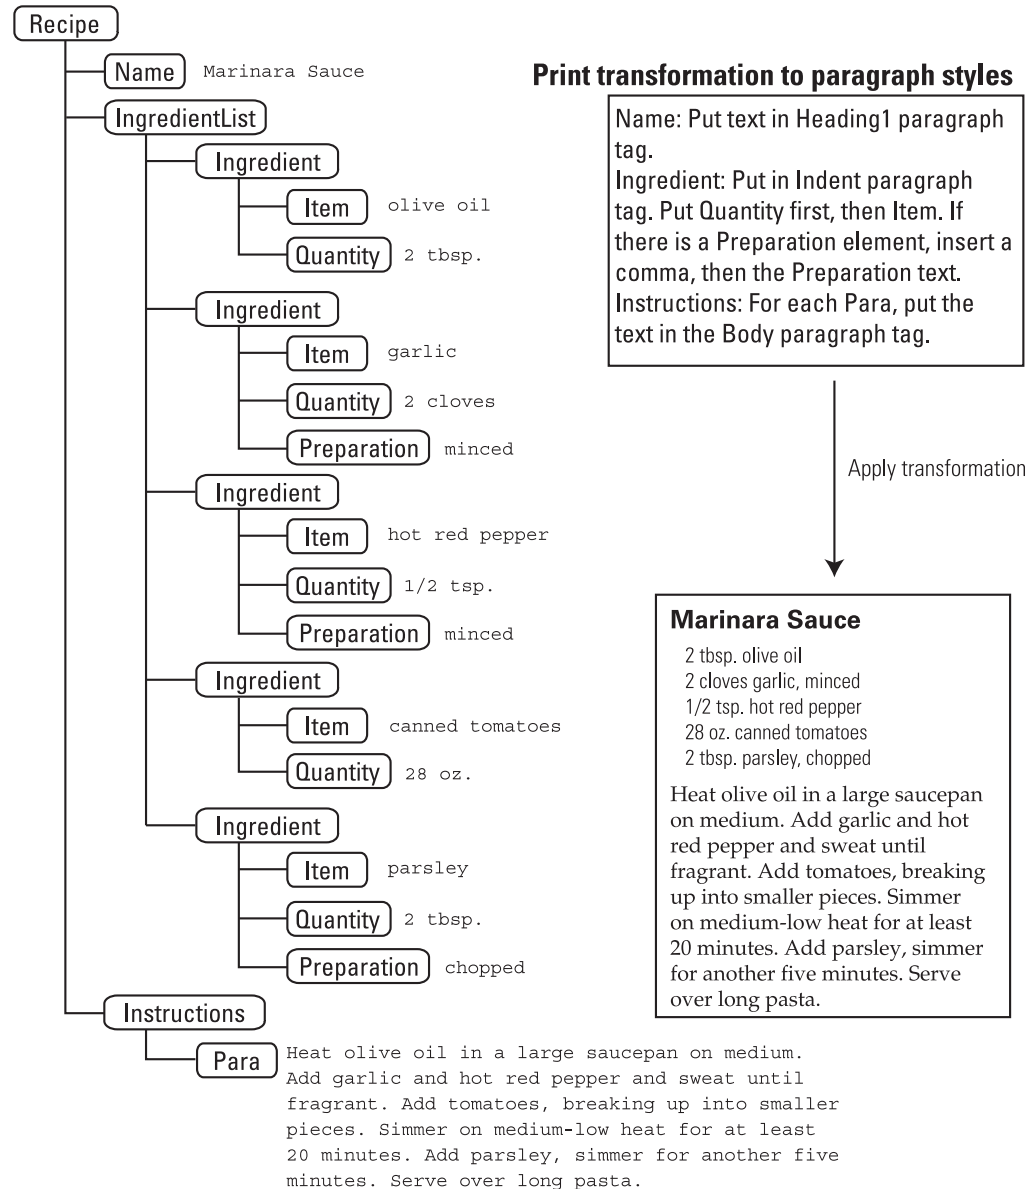 Recipe
Name Marinara Sauce
IngredientList
Ingredient
Item olive oil
Quantity 2 tbsp.
Ingredient
Item garlic
Quantity 2 cloves
Preparation minced
Ingredient
Item hot red pepper
Quantity 1/2 tsp.
Preparation minced
Ingredient
Item canned tomatoes
Quantity 28 oz.
Ingredient
Item parsley
Quantity 2 tbsp.
Preparation chopped
Instructions
Para Heat olive oil in a large saucepan on medium.
Add garlic and hot red pepper and sweat until
fragrant. Add tomatoes, breaking up into smaller
pieces. Simmer on medium-low heat for at least
20 minutes. Add parsley, simmer for another five
minutes. Serve over long pasta.
Print transformation to paragraph styles
Name: Put text in Heading1 paragraph
tag.
Ingredient: Put in Indent paragraph
tag. Put Quantity first, then Item. If
there is a Preparation element, insert a
comma, then the Preparation text.
Instructions: For each Para, put the
text in the Body paragraph tag.
Apply transformation
Marinara Sauce
2 tbsp. olive oil
2 cloves garlic, minced
1/2 tsp. hot red pepper
28 oz. canned tomatoes
2 tbsp. parsley, chopped
Heat olive oil in a large saucepan
on medium. Add garlic and hot
red pepper and sweat until
fragrant. Add tomatoes, breaking
up into smaller pieces. Simmer
on medium-low heat for at least
20 minutes. Add parsley, simmer
for another five minutes. Serve
over long pasta.